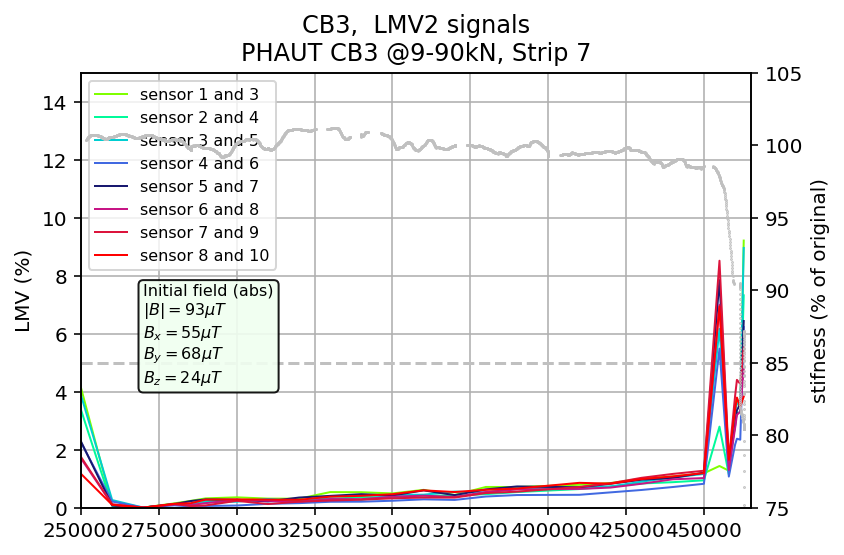 CB3, LMV2 signals
PHAUT CB3 @9-90kN, Strip 7
sensor 1 and 3
sensor 2 and 4
sensor 3 and 5
sensor 4 and 6
sensor 5 and 7
sensor 6 and 8
sensor 7 and 9
sensor 8 and 10
Initial field (abs)
|B| = 93μT
Bₓ = 55μT
B_y = 68μT
B_z = 24μT
LMV (%)
14
12
10
8
6
4
2
0
stifness (% of original)
105
100
95
90
85
80
75
250000 275000 300000 325000 350000 375000 400000 425000 450000